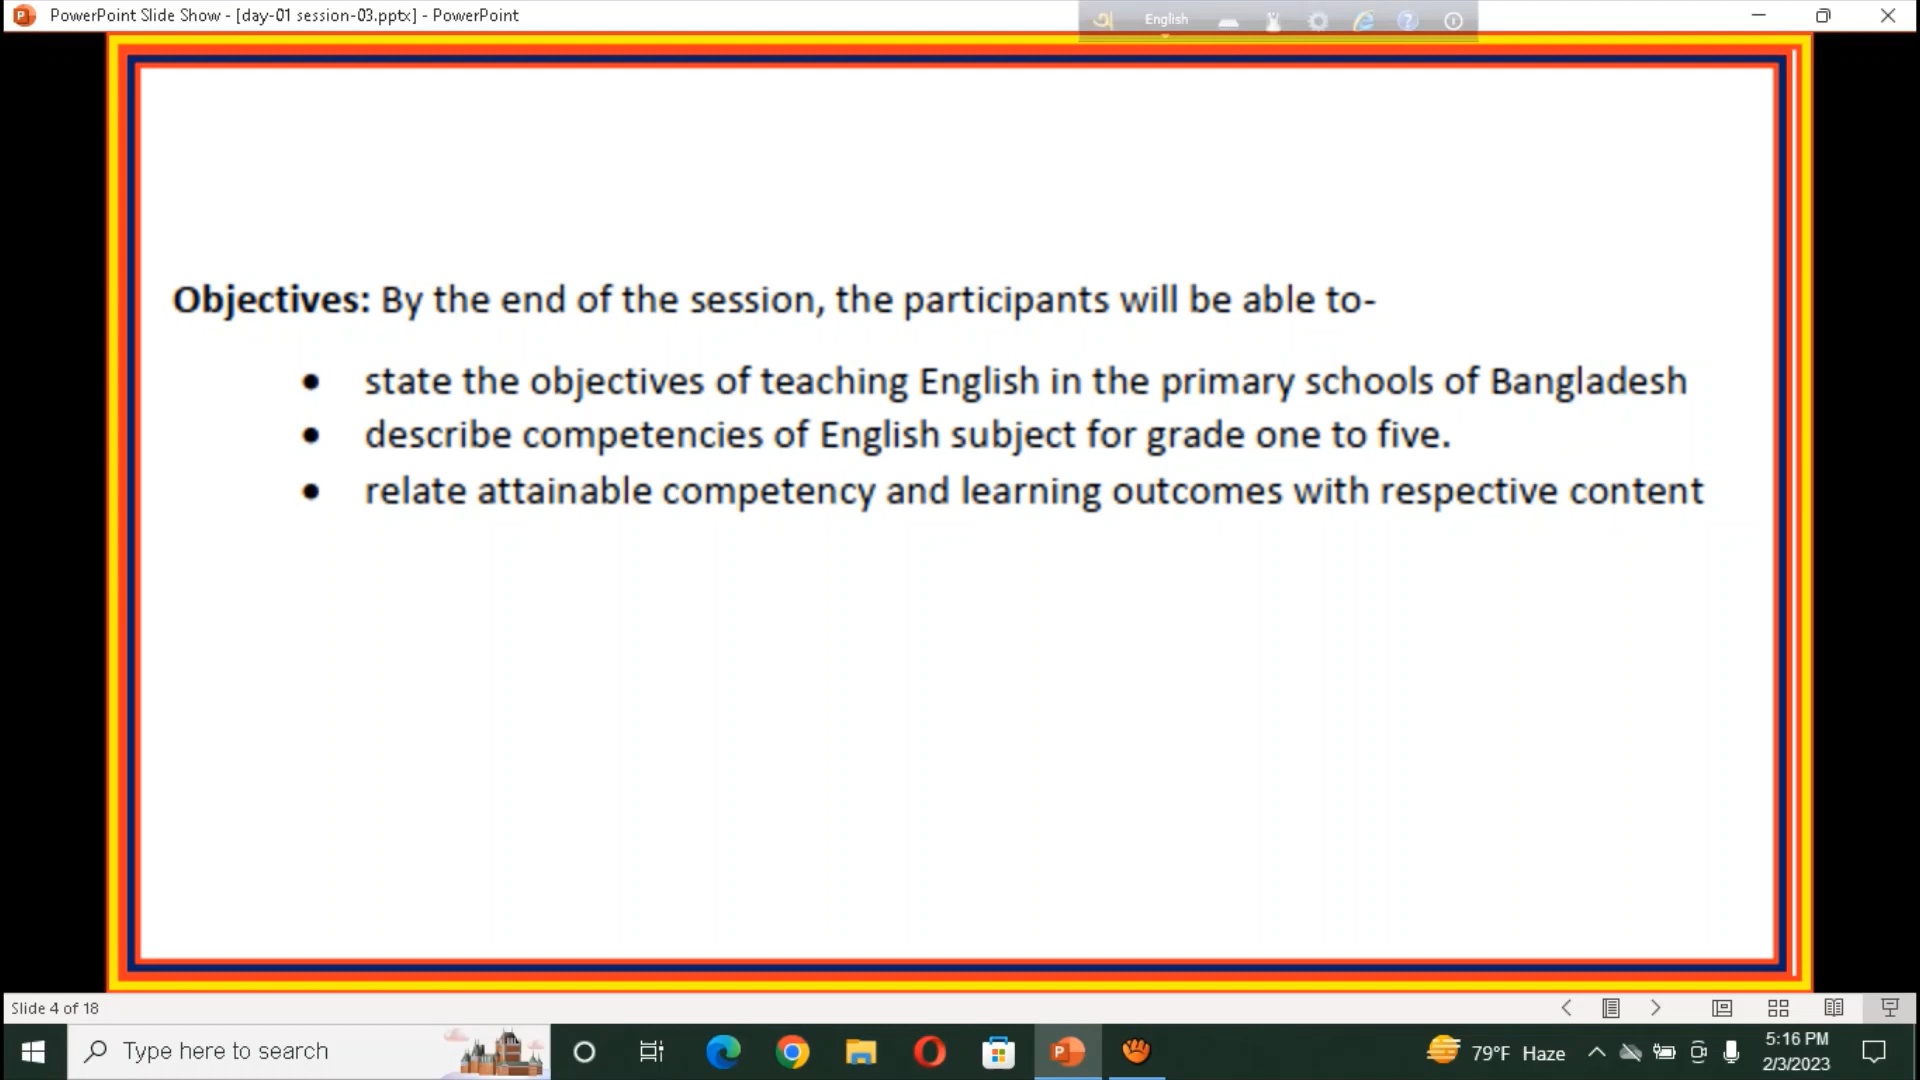 PowerPoint Slide Show - [day-01 session-03.pptx] - PowerPoint
English
Objectives: By the end of the session, the participants will be able to-
• state the objectives of teaching English in the primary schools of Bangladesh
• describe competencies of English subject for grade one to five.
• relate attainable competency and learning outcomes with respective content
Slide 4 of 18
Type here to search
79°F Haze
5:16 PM
2/3/2023